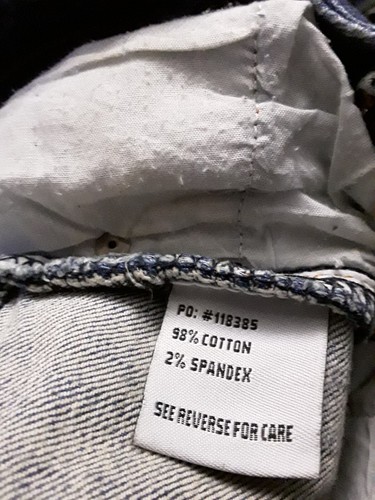 PO: #118385
98% COTTON
2% SPANDEX
SEE REVERSE FOR CARE